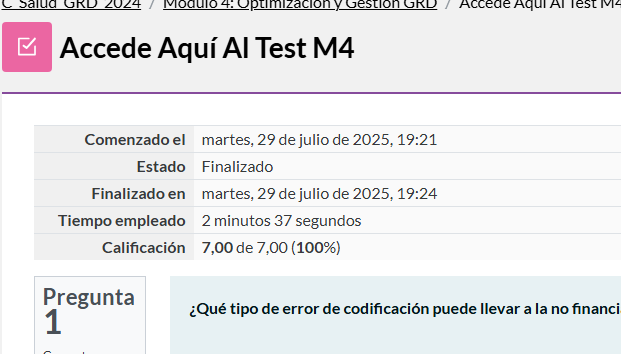 C_Salud_GRD_2024 / Módulo 4: Optimización y Gestión GRD / Accede Aquí Al Test M4
Accede Aquí Al Test M4
Comenzado el martes, 29 de julio de 2025, 19:21
Estado Finalizado
Finalizado en martes, 29 de julio de 2025, 19:24
Tiempo empleado 2 minutos 37 segundos
Calificación 7,00 de 7,00 (100%)
Pregunta
1
¿Qué tipo de error de codificación puede llevar a la no financi